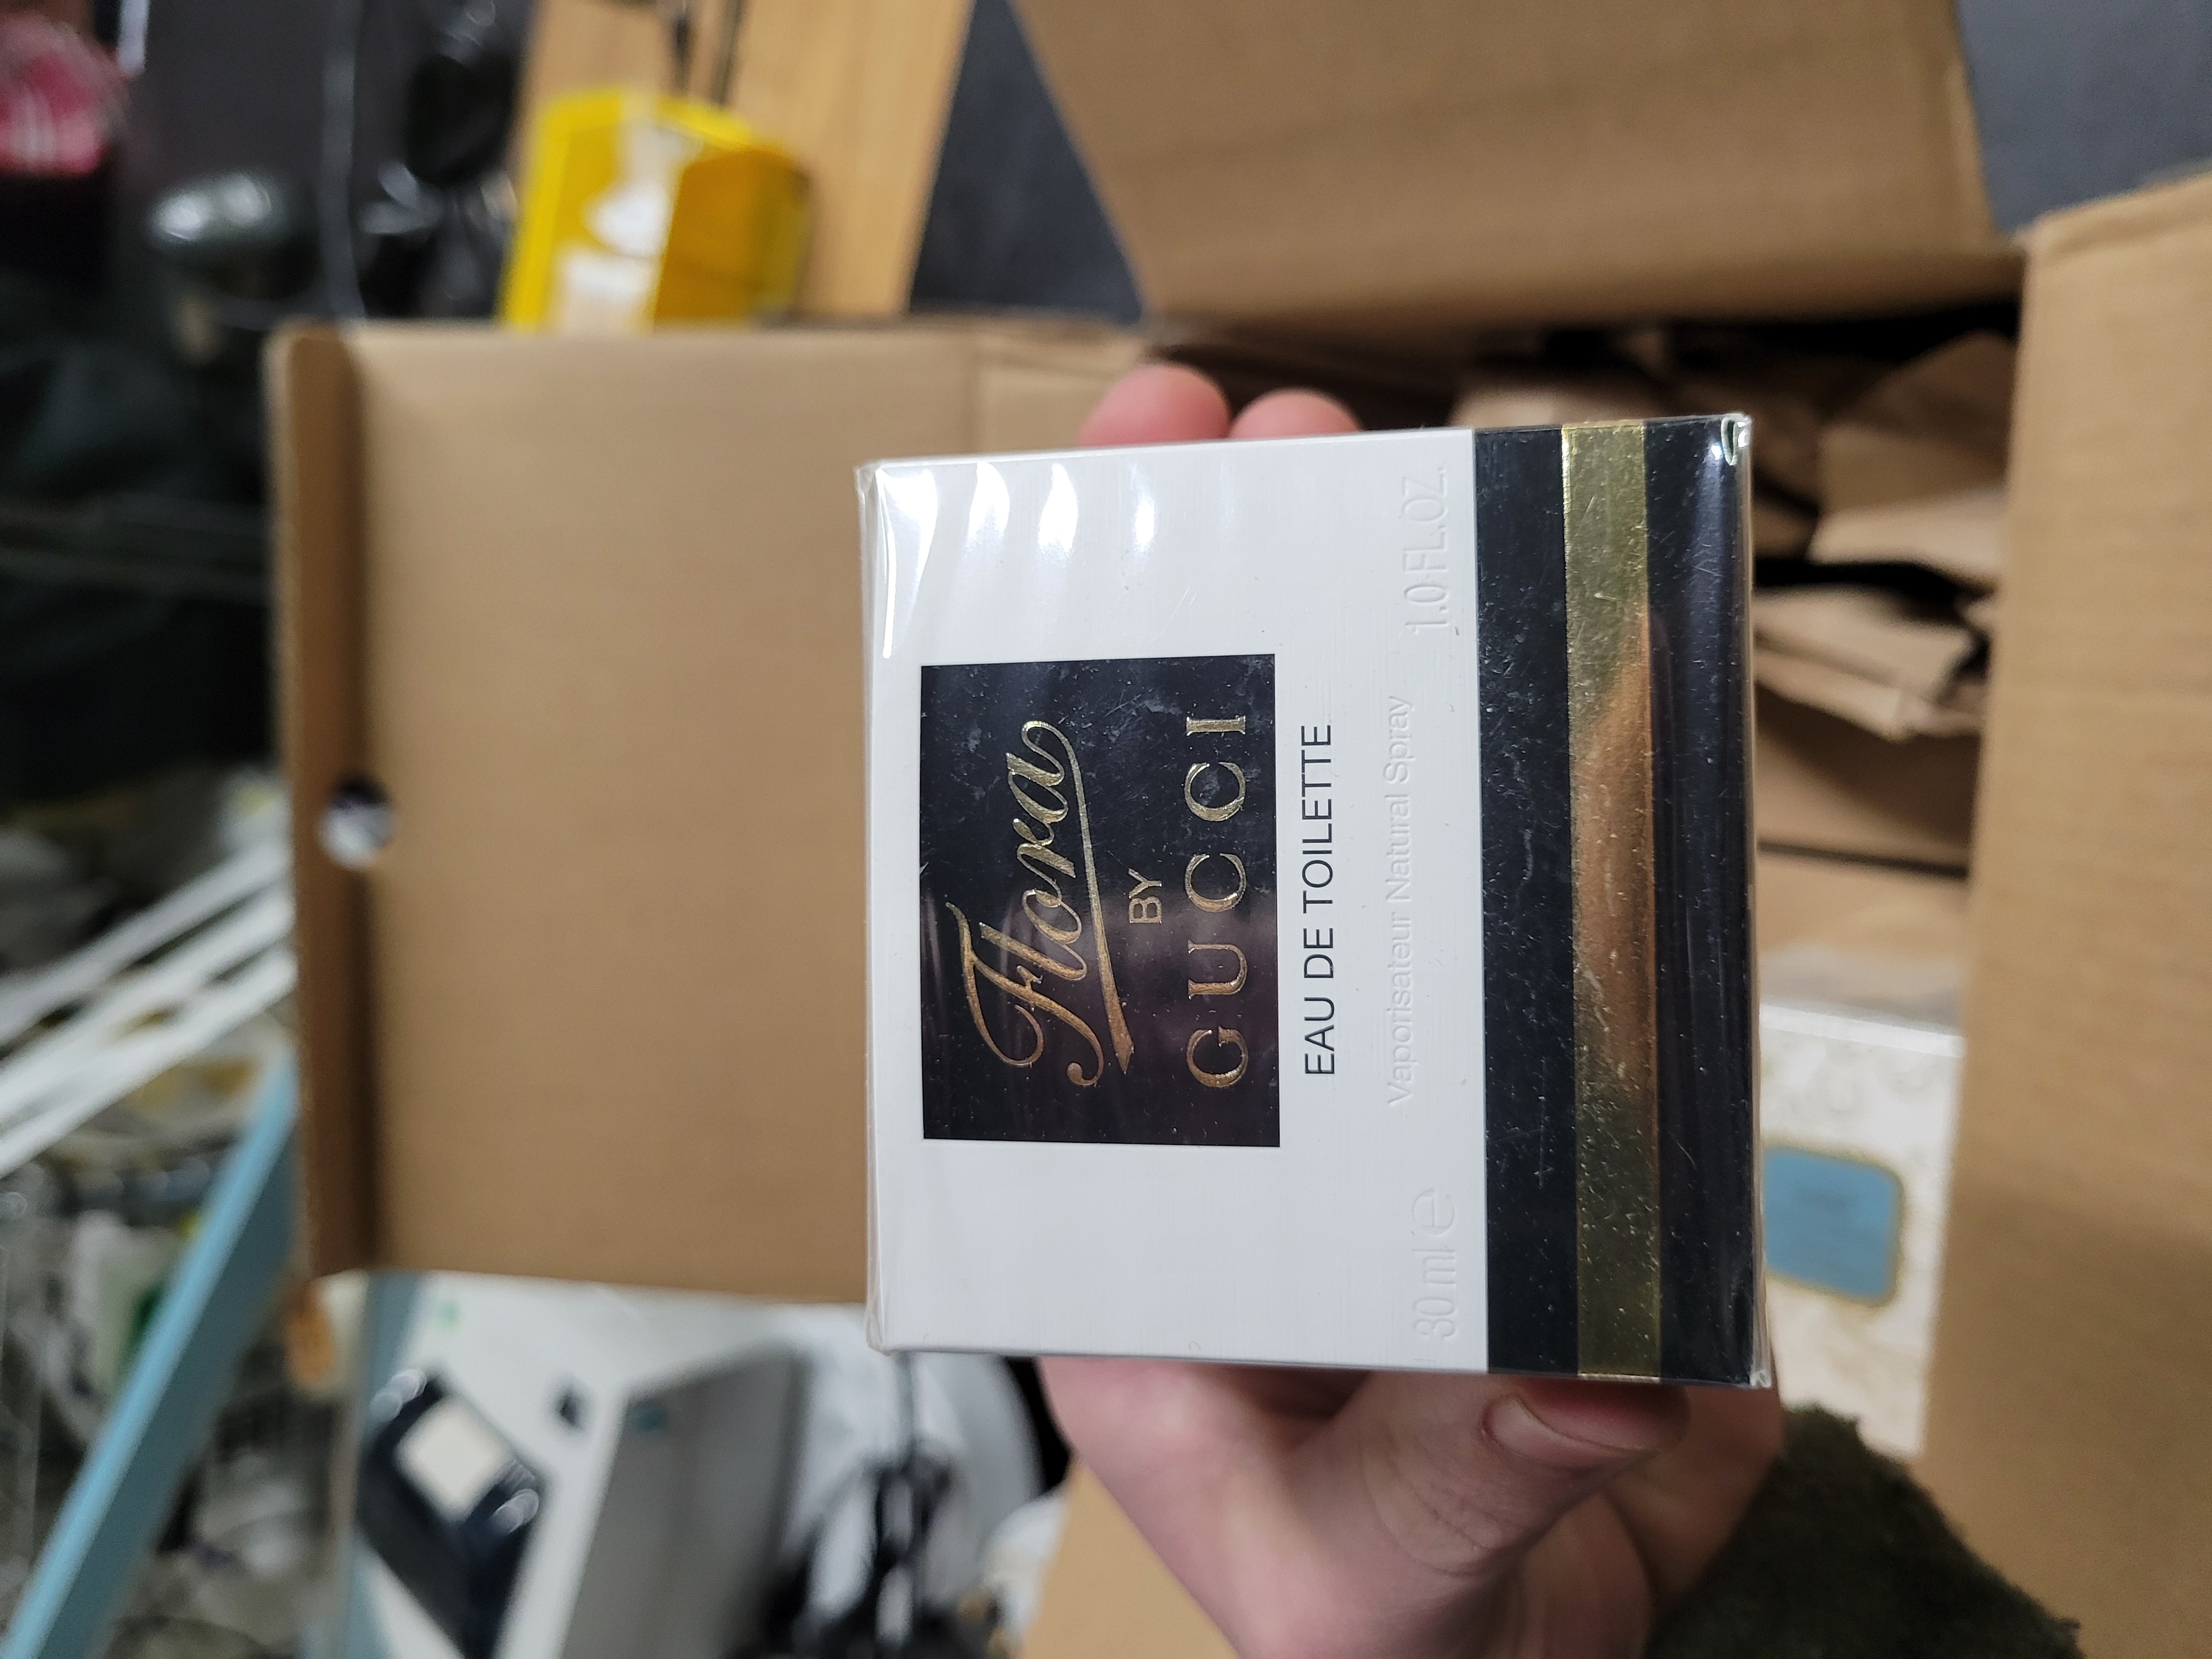 Flora
BY
GUCCI
EAU DE TOILETTE
Vaporisateur Natural Spray
30 ml e 1.0 FL.OZ.